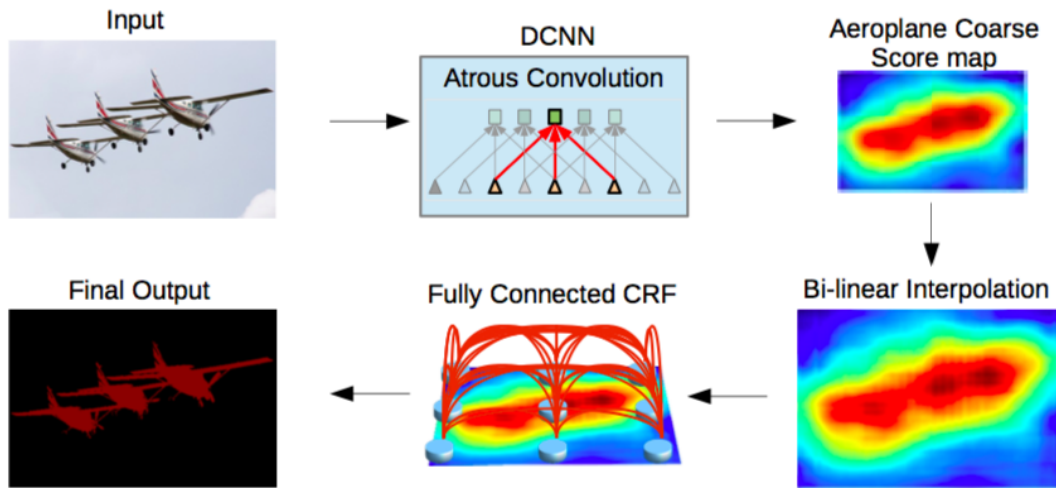 Input
DCNN
Atrous Convolution
Aeroplane Coarse
Score map
Final Output
Fully Connected CRF
Bi-linear Interpolation